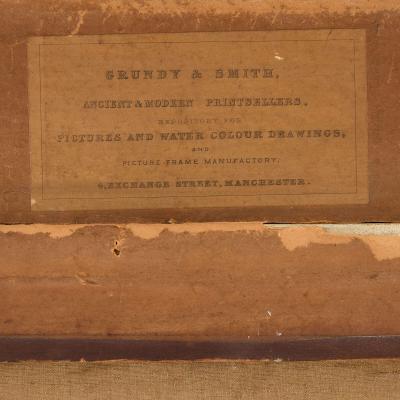 GRUNDY & SMITH,
ANCIENT & MODERN PRINTSELLERS,
REPOSITORY FOR
PICTURES AND WATER COLOUR DRAWINGS,
AND
PICTURE FRAME MANUFACTORY.
EXCHANGE STREET, MANCHESTER.